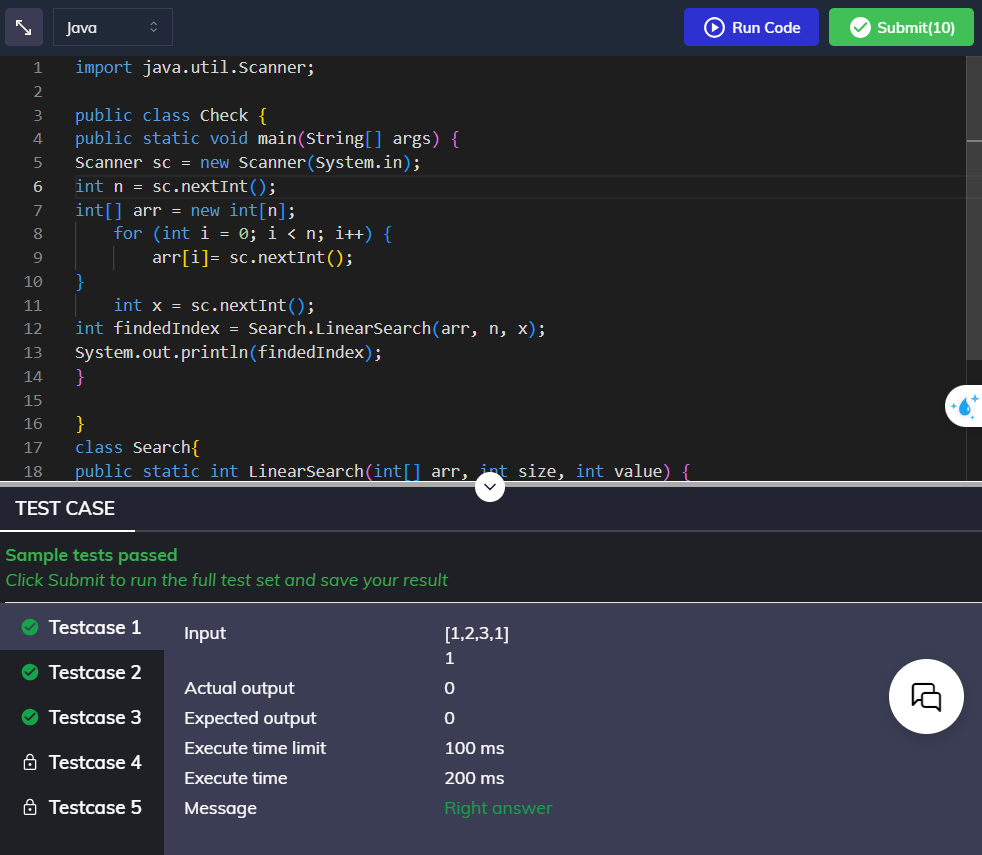 Java
Run Code
Submit(10)
1 import java.util.Scanner;
2
3 public class Check {
4 public static void main(String[] args) {
5 Scanner sc = new Scanner(System.in);
6 int n = sc.nextInt();
7 int[] arr = new int[n];
8 for (int i = 0; i < n; i++) {
9 arr[i]= sc.nextInt();
10 }
11 int x = sc.nextInt();
12 int findedIndex = Search.LinearSearch(arr, n, x);
13 System.out.println(findedIndex);
14 }
15
16 }
17 class Search{
18 public static int LinearSearch(int[] arr, int size, int value) {
TEST CASE
Sample tests passed
Click Submit to run the full test set and save your result
Testcase 1
Testcase 2
Testcase 3
Testcase 4
Testcase 5
Input [1,2,3,1]
1
Actual output 0
Expected output 0
Execute time limit 100 ms
Execute time 200 ms
Message Right answer